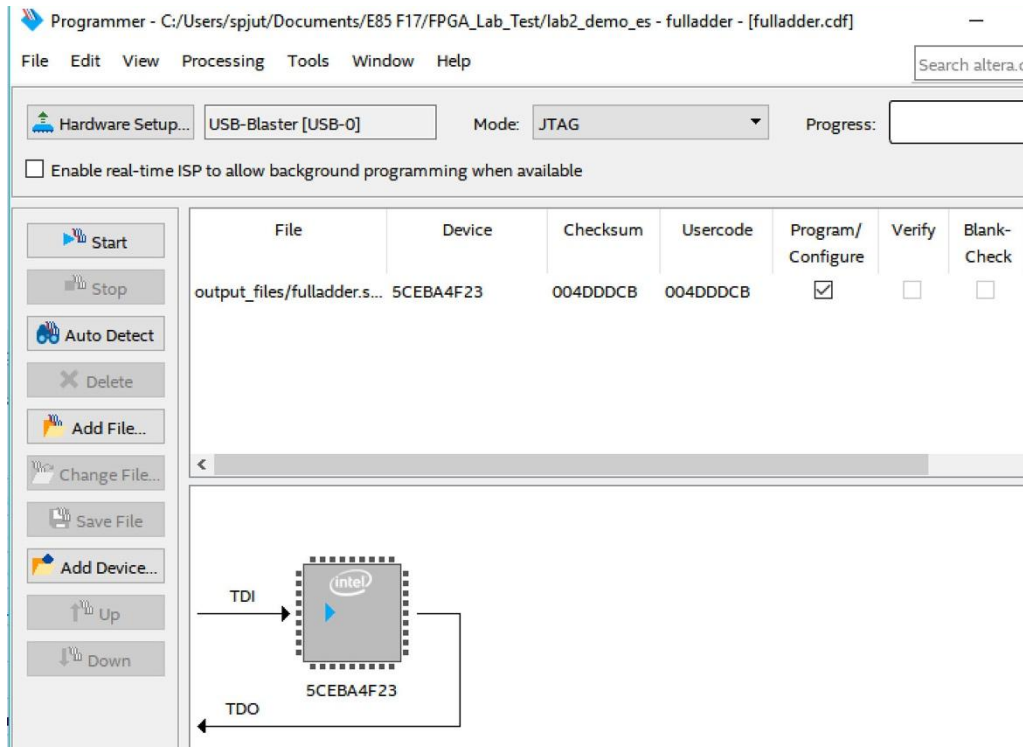 Programmer - C:/Users/spjut/Documents/E85 F17/FPGA_Lab_Test/lab2_demo_es - fulladder - [fulladder.cdf]
File Edit View Processing Tools Window Help
Search altera.c
Hardware Setup... USB-Blaster [USB-0] Mode: JTAG Progress:
Enable real-time ISP to allow background programming when available
Start
Stop
Auto Detect
Delete
Add File...
Change File...
Save File
Add Device...
Up
Down
File Device Checksum Usercode Program/ Verify Blank-
Configure Check
output_files/fulladder.s... 5CEBA4F23 004DDDCB 004DDDCB
intel
TDI
5CEBA4F23
TDO